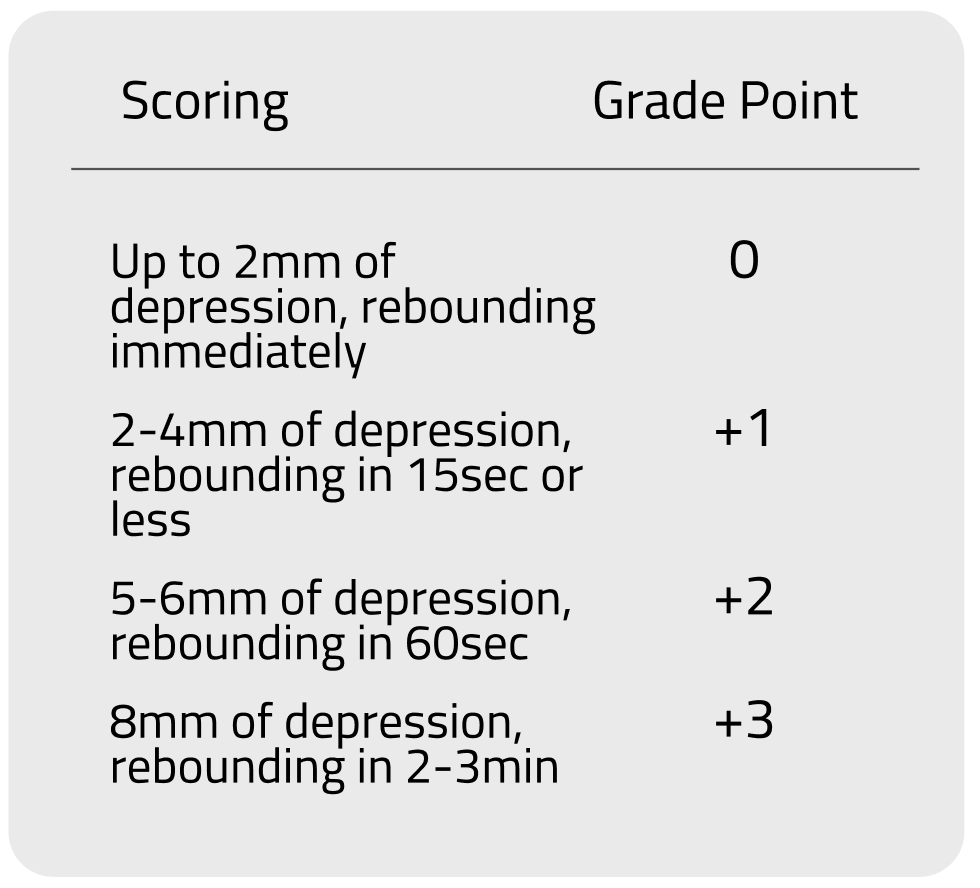 Scoring Grade Point
Up to 2mm of 0
depression, rebounding
immediately
2-4mm of depression, +1
rebounding in 15sec or
less
5-6mm of depression, +2
rebounding in 60sec
8mm of depression, +3
rebounding in 2-3min